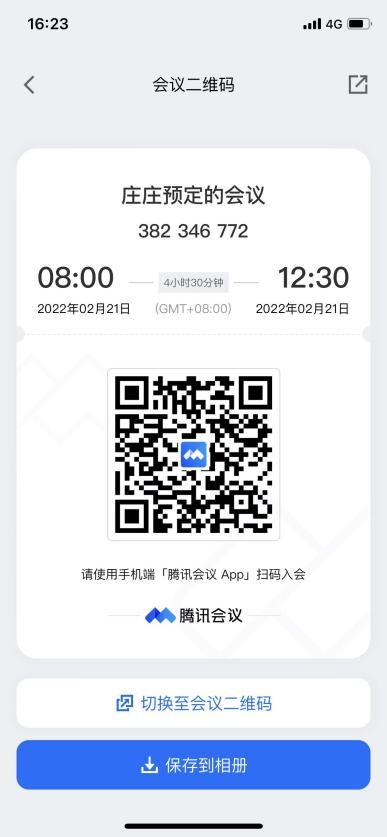 16:23
4G
会议二维码
庄庄预定的会议
382 346 772
08:00
4小时30分钟
12:30
2022年02月21日
(GMT+08:00)
2022年02月21日
请使用手机端「腾讯会议 App」扫码入会
腾讯会议
切换至会议二维码
保存到相册